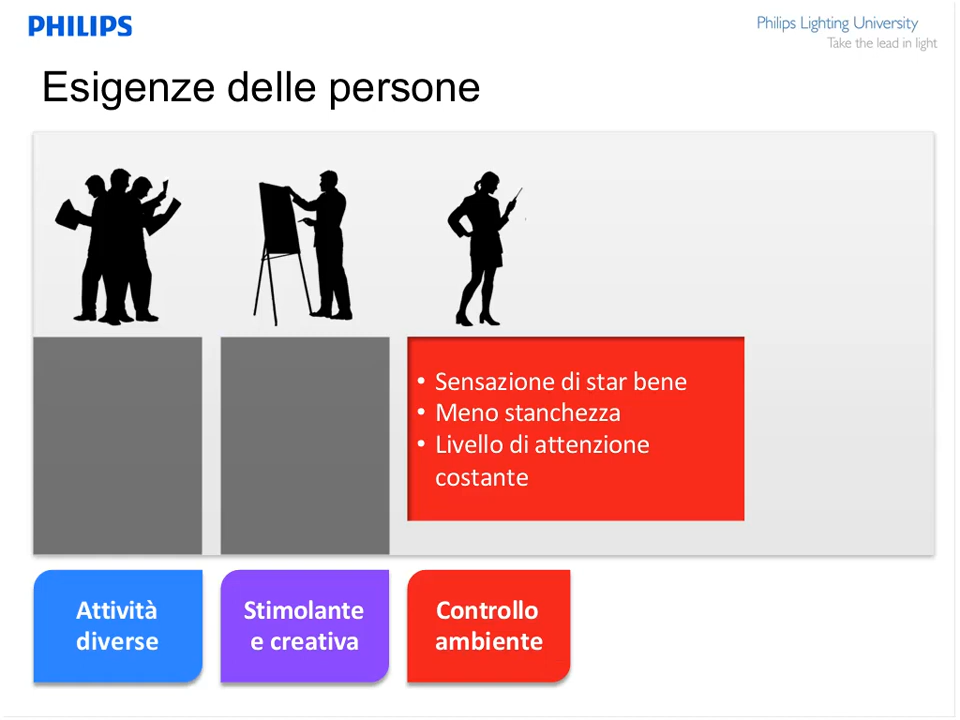 PHILIPS
Philips Lighting University
Take the lead in light
Esigenze delle persone
• Sensazione di star bene
• Meno stanchezza
• Livello di attenzione
costante
Attività
diverse
Stimolante
e creativa
Controllo
ambiente